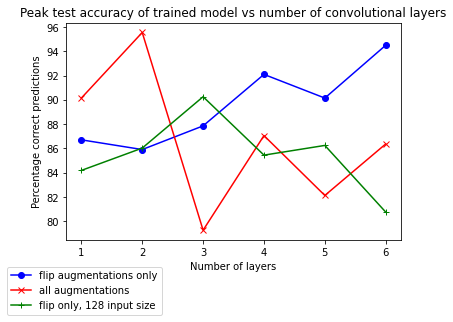 Peak test accuracy of trained model vs number of convolutional layers
Percentage correct predictions
96
94
92
90
88
86
84
82
80
1 2 3 4 5 6
Number of layers
flip augmentations only
all augmentations
flip only, 128 input size